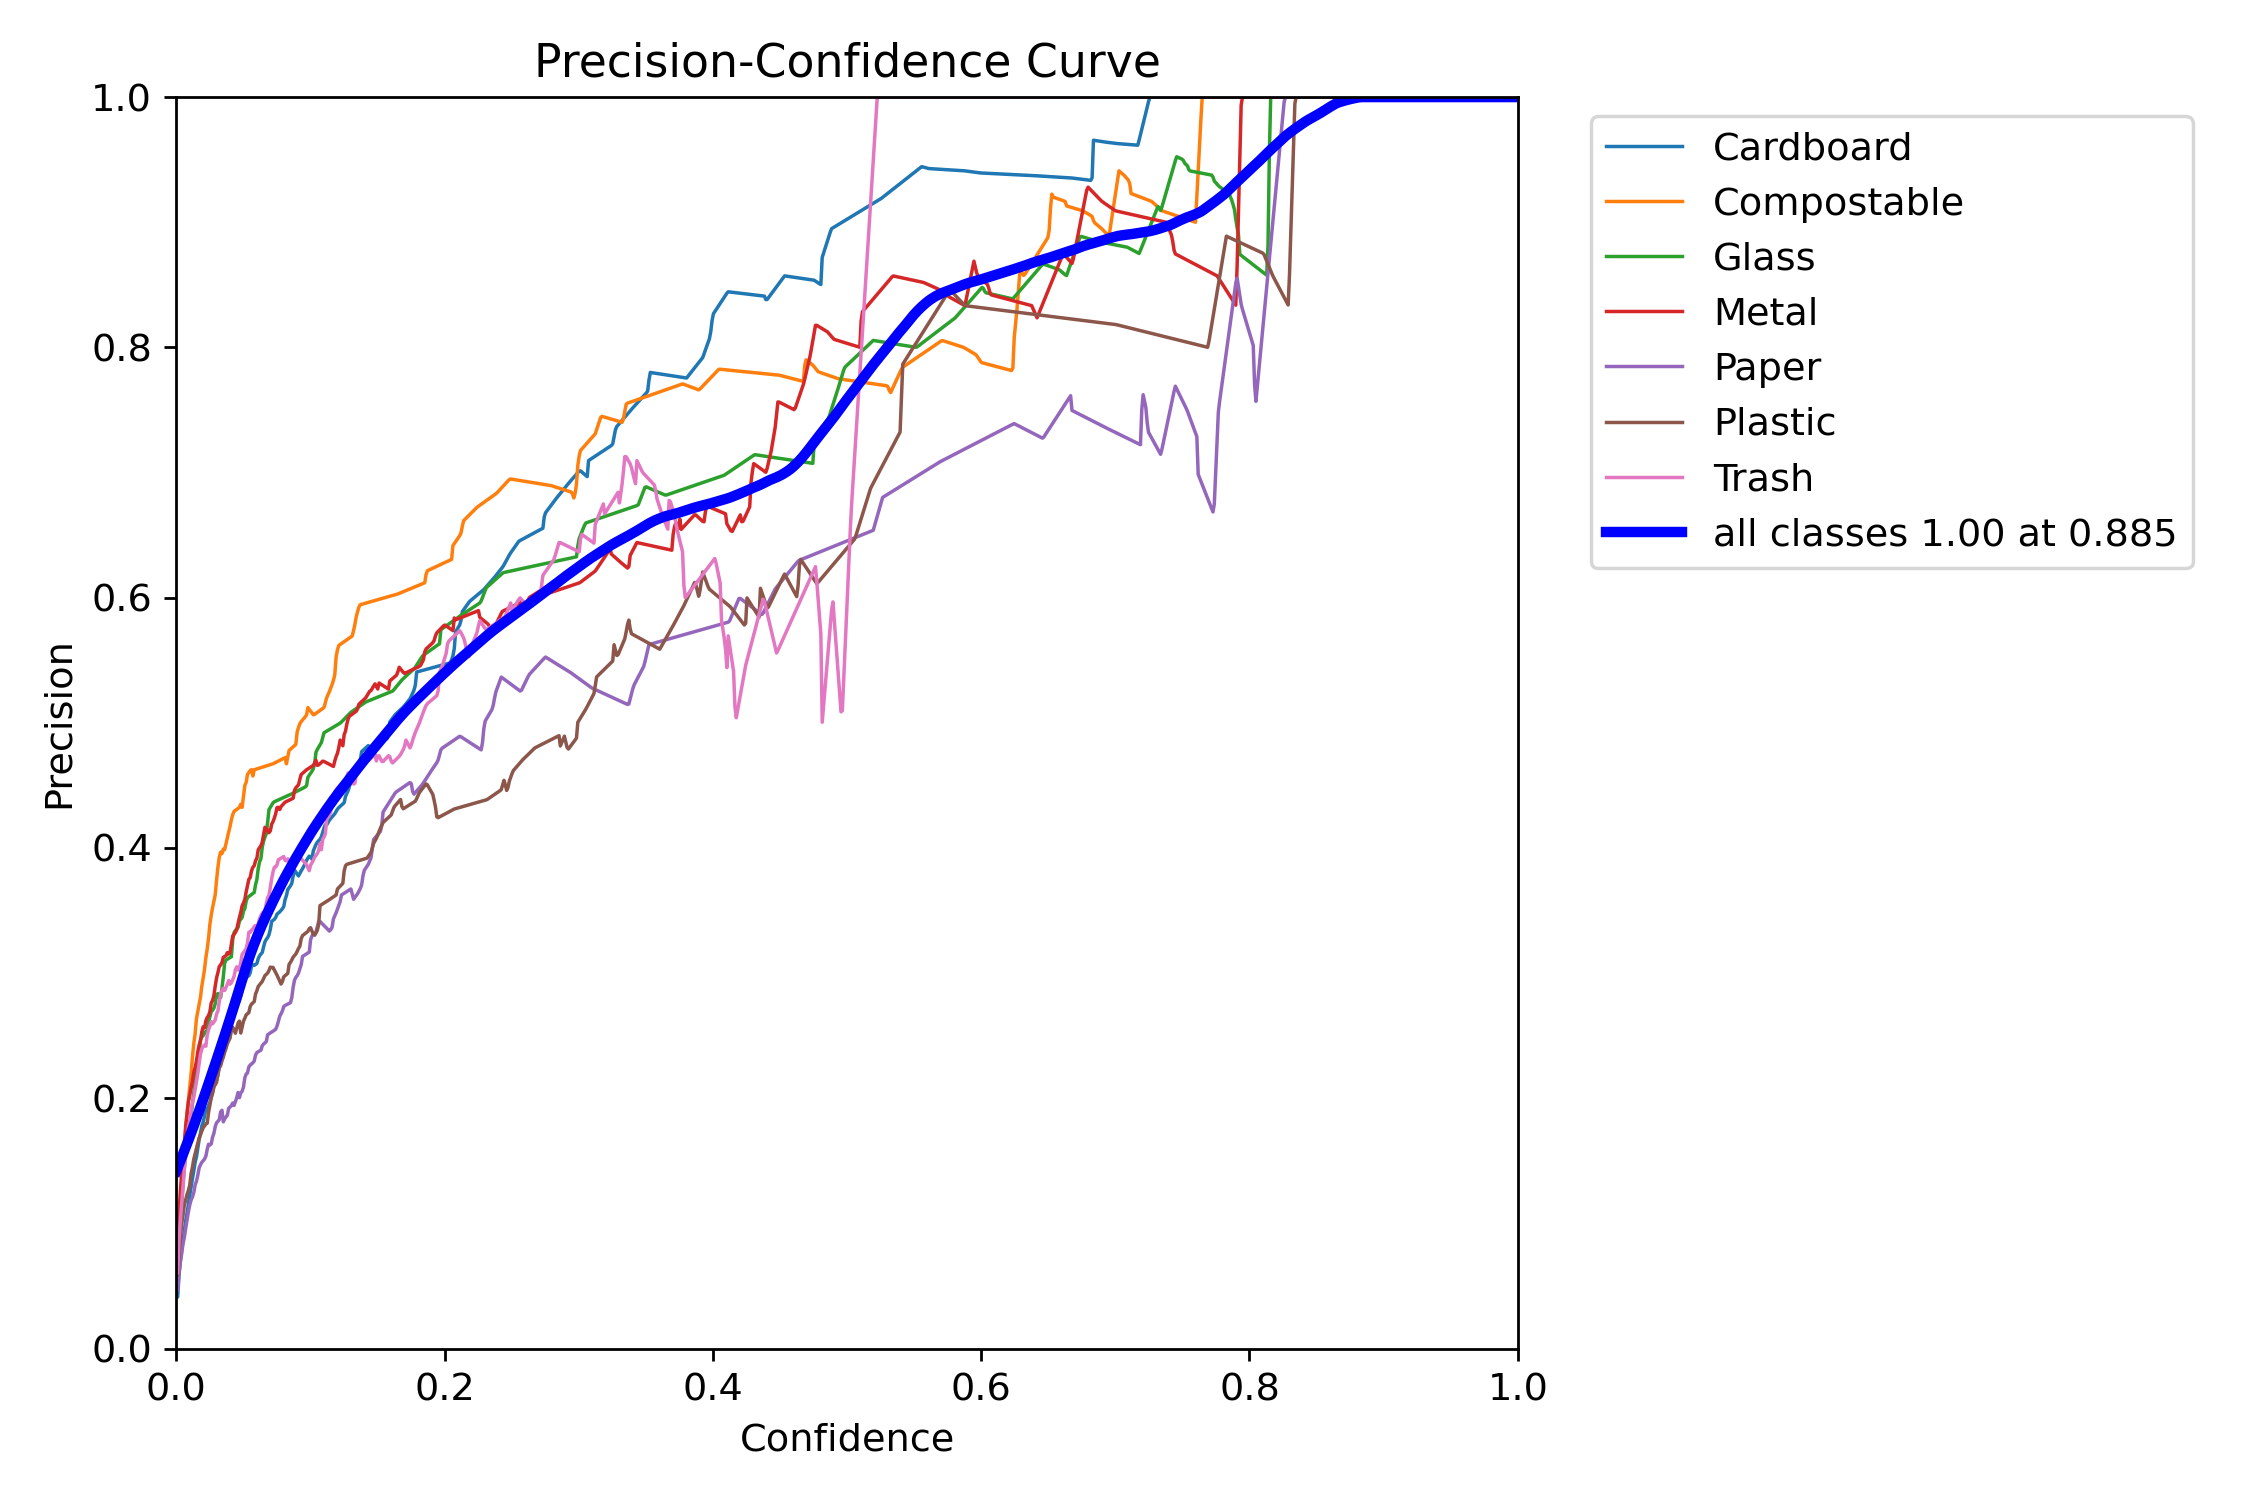 Precision-Confidence Curve
1.0
0.8
0.6
0.4
0.2
0.0
Precision
0.0 0.2 0.4 0.6 0.8 1.0
Confidence
Cardboard
Compostable
Glass
Metal
Paper
Plastic
Trash
all classes 1.00 at 0.885